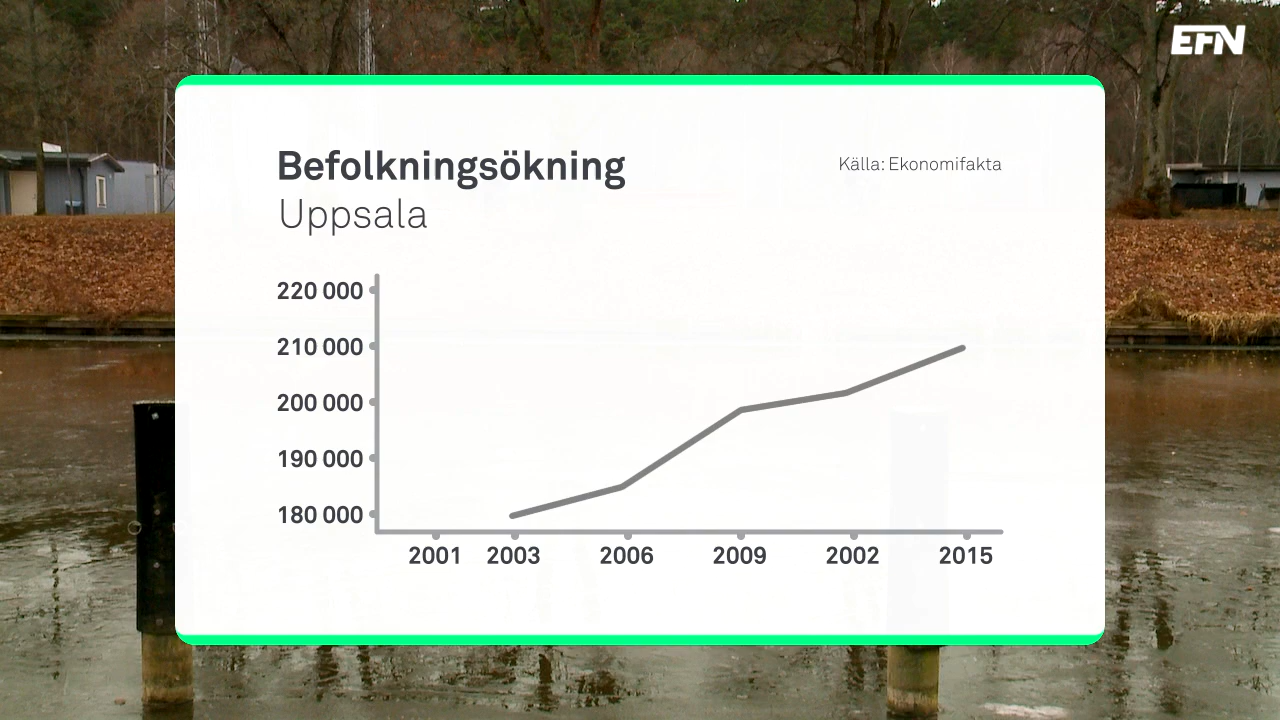 EFN
Befolkningsökning
Källa: Ekonomifakta
Uppsala
220 000
210 000
200 000
190 000
180 000
2001 2003 2006 2009 2002 2015